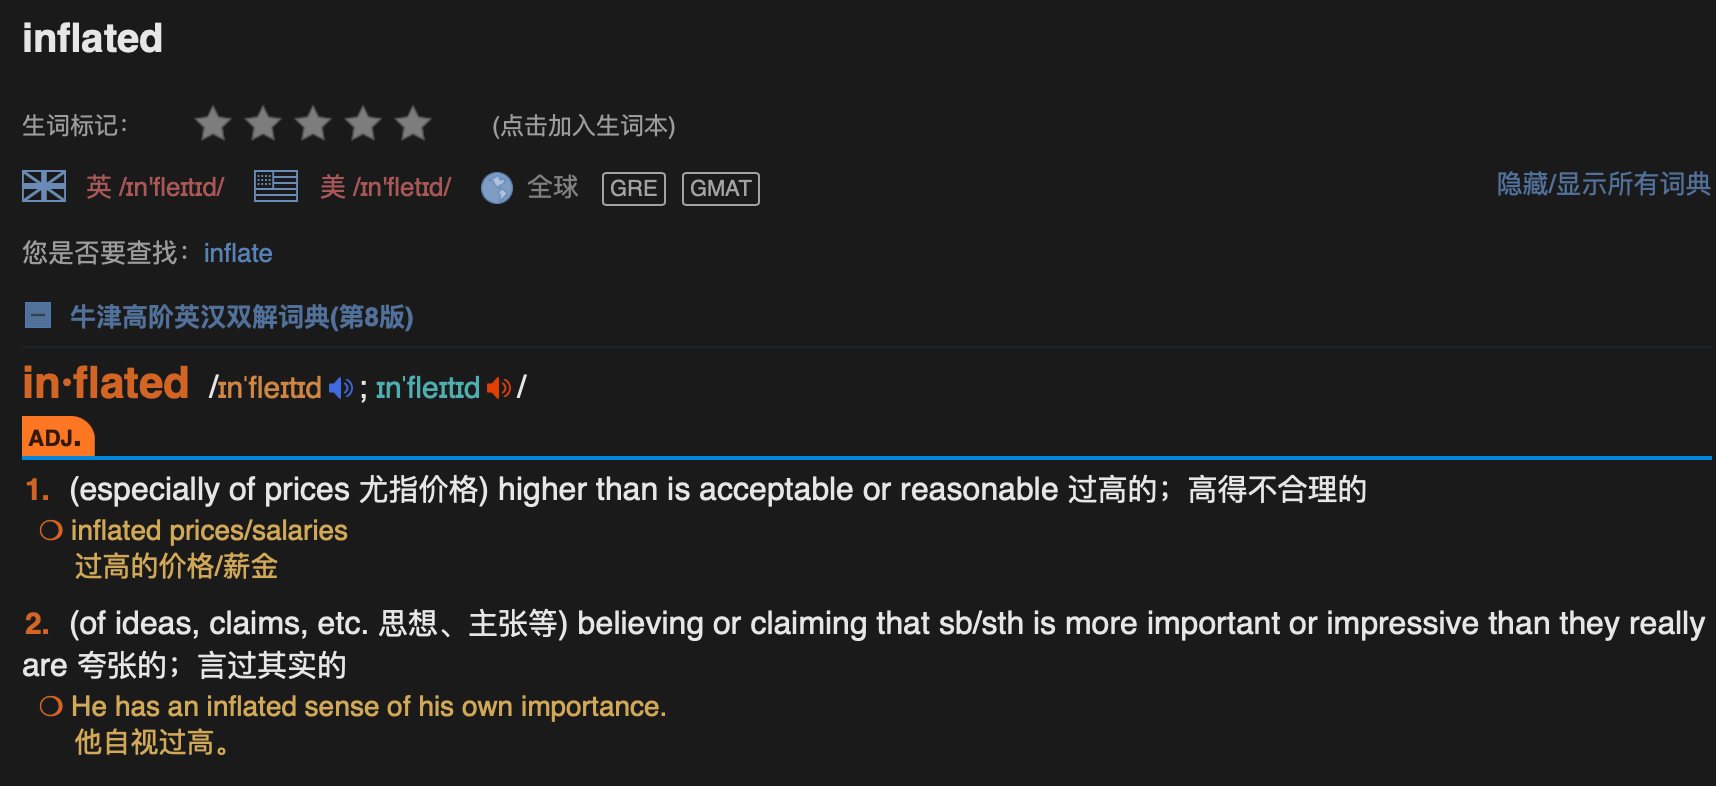 inflated
生词标记： (点击加入生词本)
英 /ɪn'fleɪtɪd/ 美 /ɪn'fletɪd/ 全球 GRE GMAT 隐藏/显示所有词典
您是否要查找：inflate
牛津高阶英汉双解词典(第8版)
in·flated /ɪnˈfleɪtɪd ; ɪnˈfleɪtɪd /
ADJ.
1. (especially of prices 尤指价格) higher than is acceptable or reasonable 过高的；高得不合理的
inflated prices/salaries
过高的价格/薪金
2. (of ideas, claims, etc. 思想、主张等) believing or claiming that sb/sth is more important or impressive than they really
are 夸张的；言过其实的
He has an inflated sense of his own importance.
他自视过高。